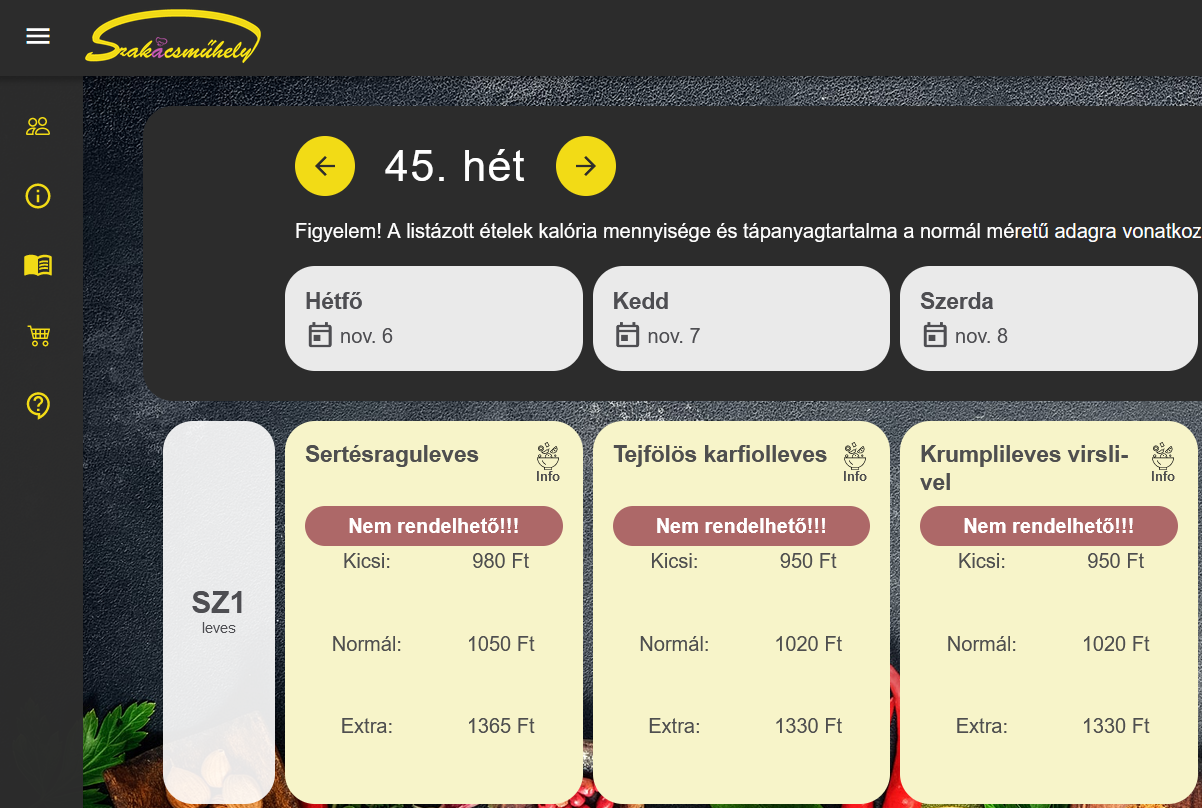 Szakácsműhely
45. hét
Figyelem! A listázott ételek kalória mennyisége és tápanyagtartalma a normál méretű adagra vonatkoz
Hétfő
nov. 6
Kedd
nov. 7
Szerda
nov. 8
SZ1
leves
Sertésraguleves
Info
Nem rendelhető!!!
Kicsi: 980 Ft
Normál: 1050 Ft
Extra: 1365 Ft
Tejfölös karfiolleves
Info
Nem rendelhető!!!
Kicsi: 950 Ft
Normál: 1020 Ft
Extra: 1330 Ft
Krumplileves virsli-
vel
Info
Nem rendelhető!!!
Kicsi: 950 Ft
Normál: 1020 Ft
Extra: 1330 Ft